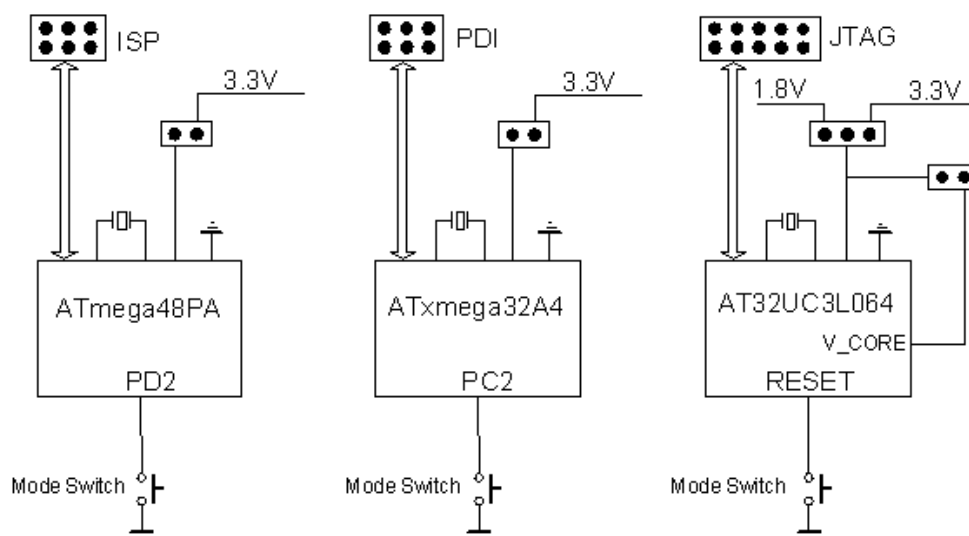 ISP
PDI
JTAG
3.3V
3.3V
1.8V
3.3V
ATmega48PA
ATxmega32A4
AT32UC3L064
V_CORE
PD2
PC2
RESET
Mode Switch
Mode Switch
Mode Switch